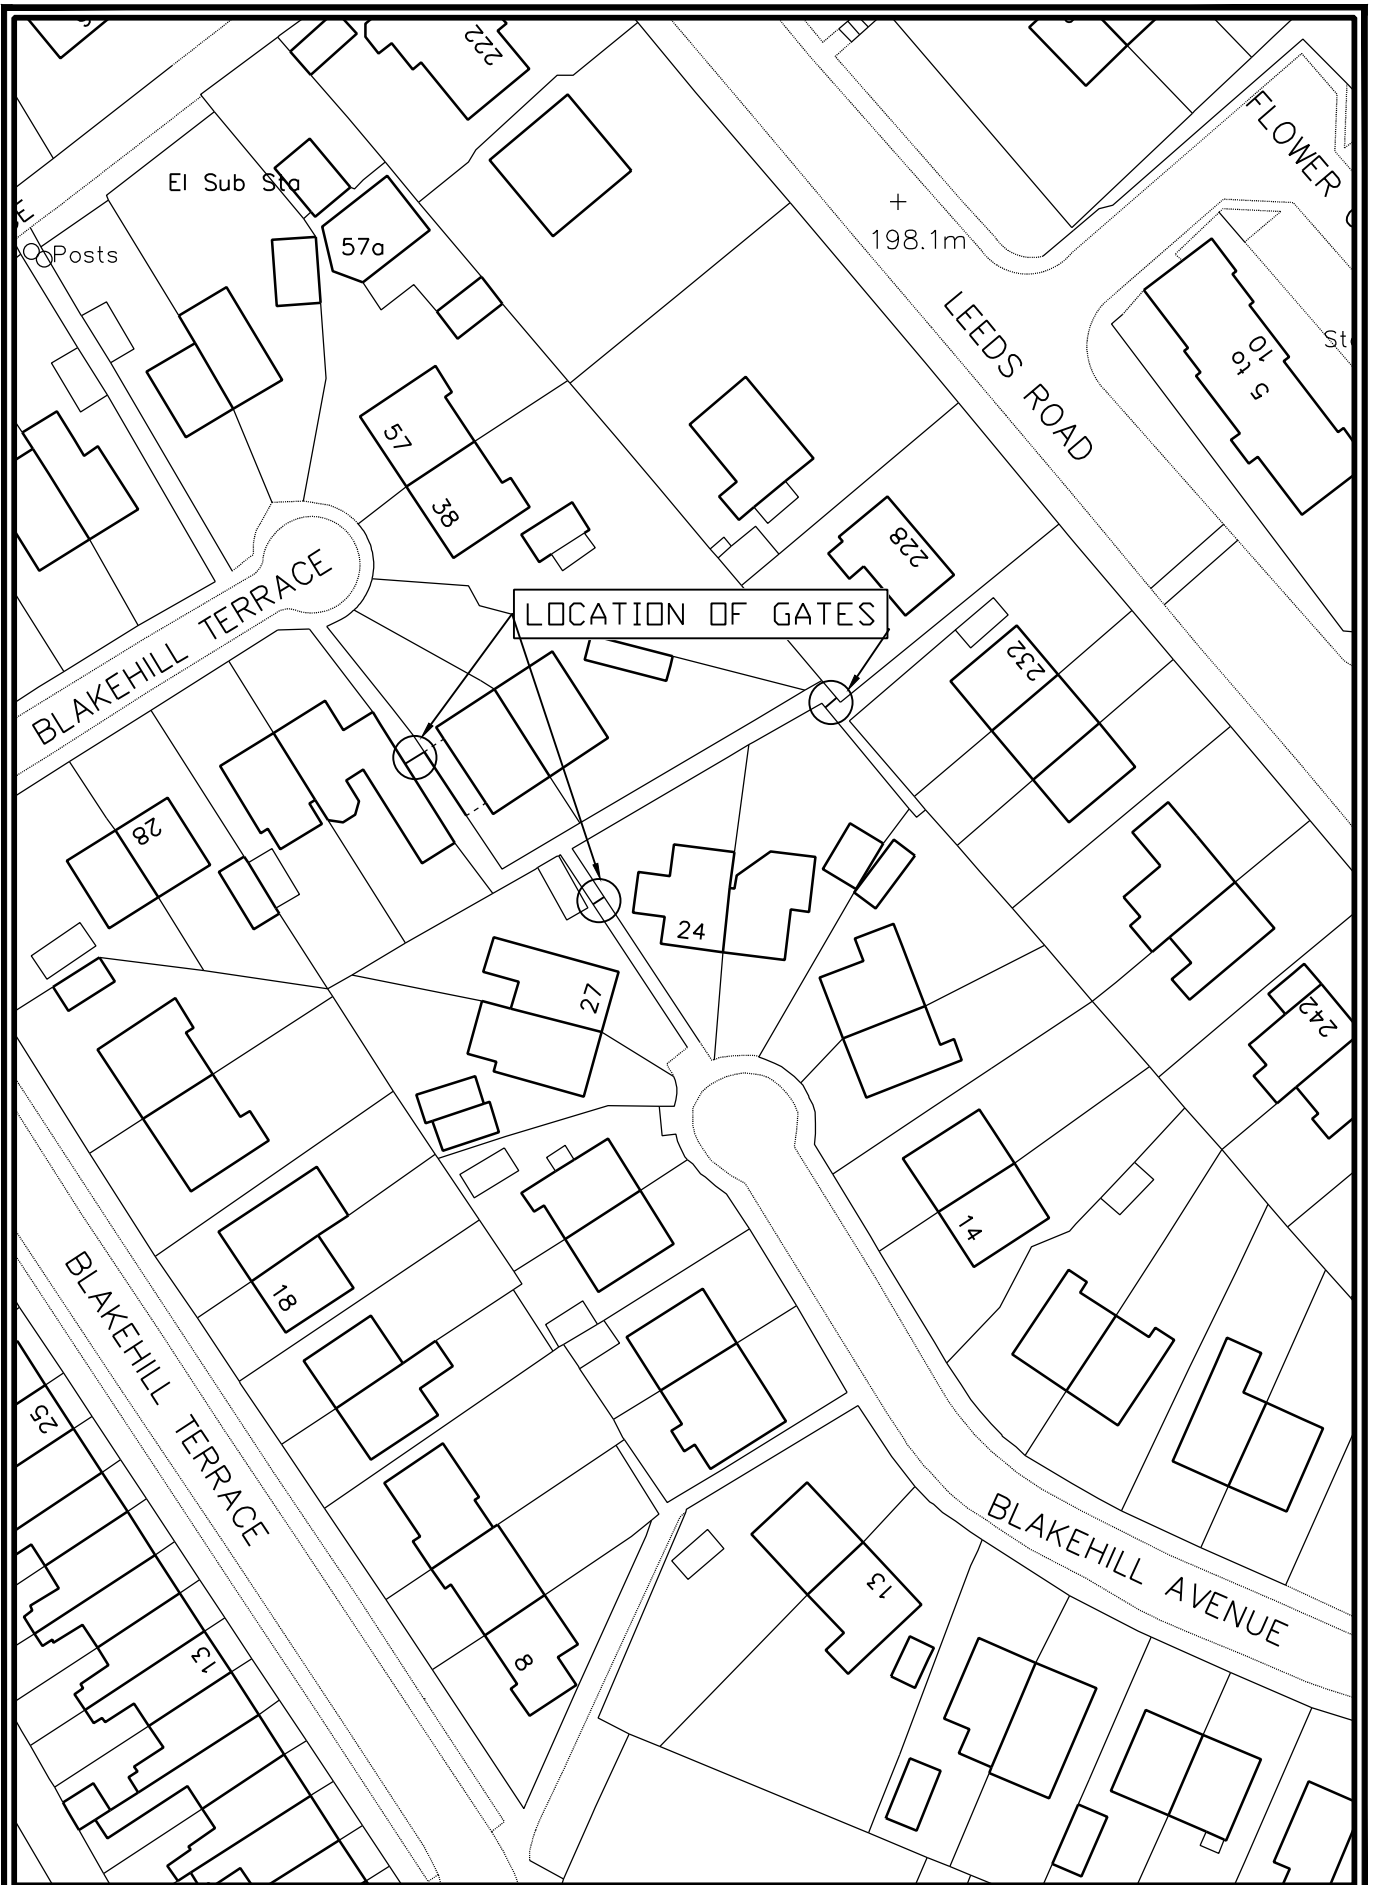 222
El Sub Sta
57a
Posts
198.1m
FLOWER
LEEDS ROAD
5 to
10
57
38
228
BLAKEHILL TERRACE
LOCATION OF GATES
232
28
24
27
242
14
18
BLAKEHILL TERRACE
25
BLAKEHILL AVENUE
13
13
8